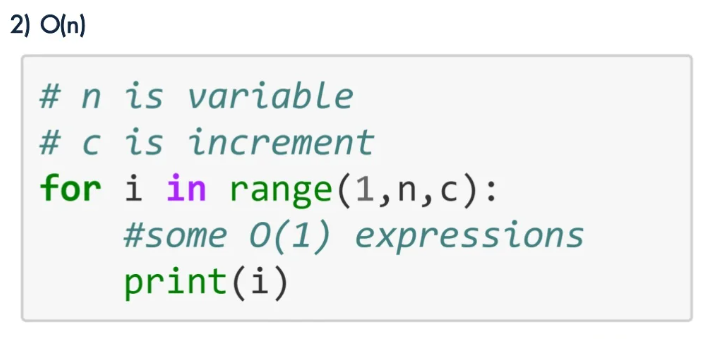 2) O(n)
# n is variable
# c is increment
for i in range(1,n,c):
    #some O(1) expressions
    print(i)